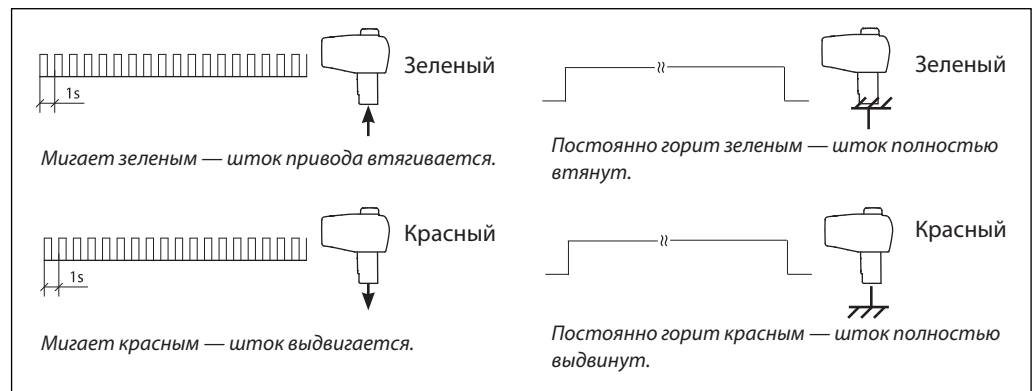 Зеленый
1s
Мигает зеленым — шток привода втягивается.
Зеленый
Постоянно горит зеленым — шток полностью
втянут.
Красный
1s
Мигает красным — шток выдвигается.
Красный
Постоянно горит красным — шток полностью
выдвинут.